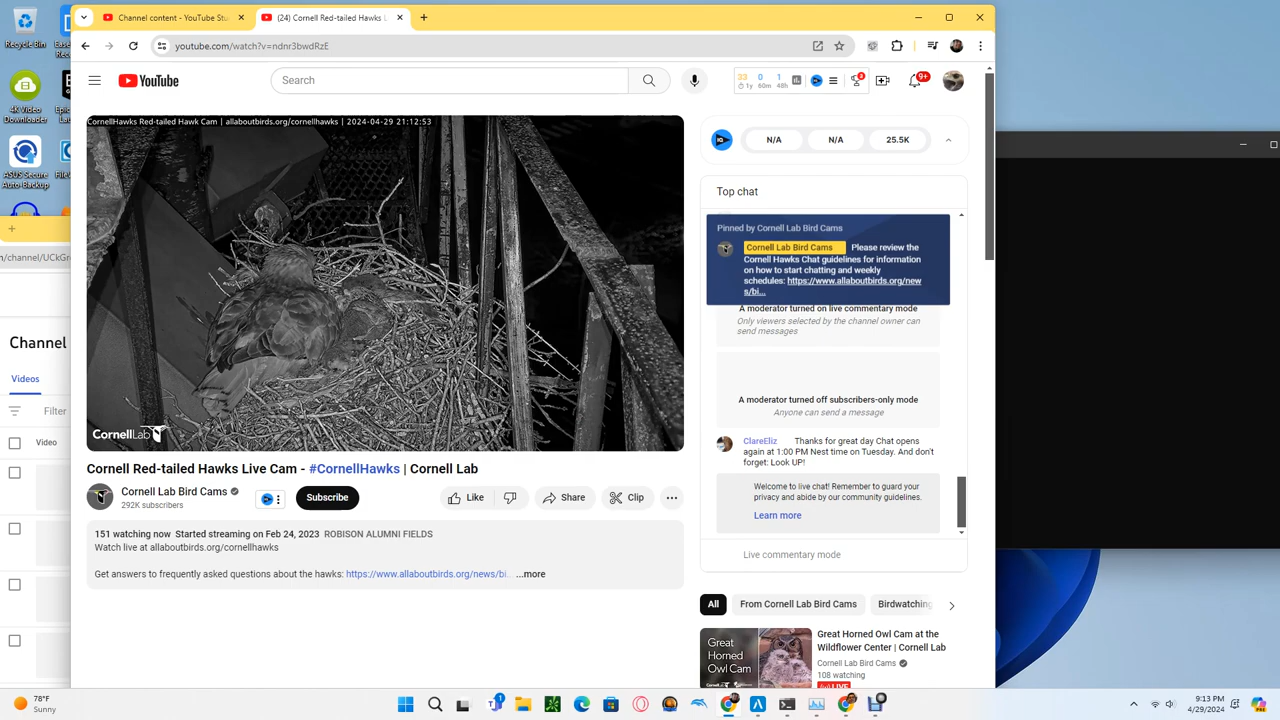 Channel content - YouTube Stu
(24) Cornell Red-tailed Hawks L
youtube.com/watch?v=ndnr3bwdRzE
YouTube
Search
33 0 1
1y 60m 48h
9+
Recycle Bin
4K Video
Downloader
ASUS Secure
Auto-Backup
CornellHawks Red-tailed Hawk Cam | allaboutbirds.org/cornellhawks | 2024-04-29 21:12:53
CornellLab
N/A
N/A
25.5K
Top chat
Pinned by Cornell Lab Bird Cams
Cornell Lab Bird Cams Please review the
Cornell Hawks Chat guidelines for information
on how to start chatting and weekly
schedules: https://www.allaboutbirds.org/new
s/bi...
A moderator turned on live commentary mode
Only viewers selected by the channel owner can
send messages
A moderator turned off subscribers-only mode
Anyone can send a message
ClareEliz Thanks for great day Chat opens
again at 1:00 PM Nest time on Tuesday. And don't
forget: Look UP!
Welcome to live chat! Remember to guard your
privacy and abide by our community guidelines.
Learn more
Live commentary mode
/channel/UCkGr
Channel
Videos
Filter
Video
Cornell Red-tailed Hawks Live Cam - #CornellHawks | Cornell Lab
Cornell Lab Bird Cams
292K subscribers
Subscribe
Like
Share
Clip
151 watching now Started streaming on Feb 24, 2023 ROBISON ALUMNI FIELDS
Watch live at allaboutbirds.org/cornellhawks
Get answers to frequently asked questions about the hawks: https://www.allaboutbirds.org/news/bi... ...more
All
From Cornell Lab Bird Cams
Birdwatching
Great
Horned
Owl Cam
Great Horned Owl Cam at the
Wildflower Center | Cornell Lab
Cornell Lab Bird Cams
108 watching
LIVE
78°F
Sunny
9:13 PM
4/29/2024